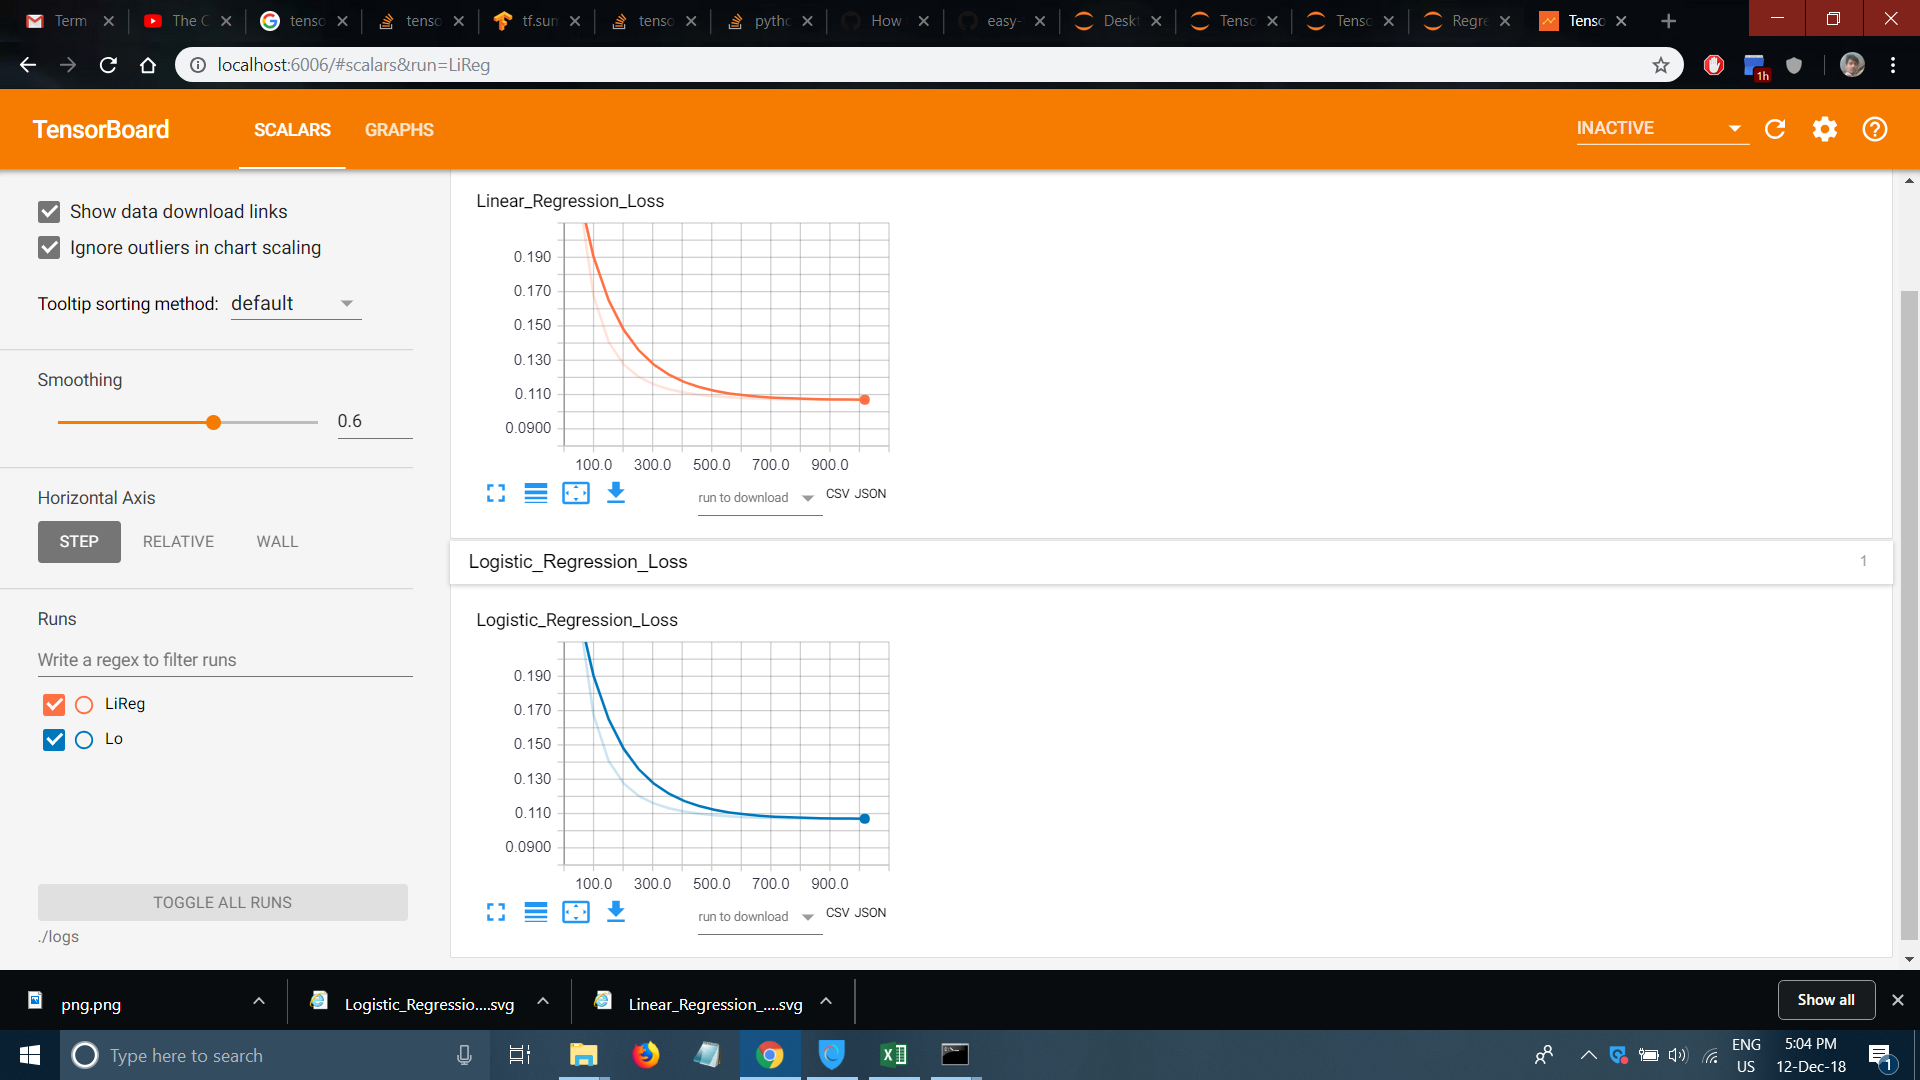 Term
The C
tenso
tenso
tf.sum
tenso
pytho
How
easy-
Deskt
Tenso
Tenso
Regre
Tenso
localhost:6006/#scalars&run=LiReg
1h
TensorBoard
SCALARS
GRAPHS
INACTIVE
Show data download links
Ignore outliers in chart scaling
Tooltip sorting method: default
Smoothing
0.6
Horizontal Axis
STEP
RELATIVE
WALL
Runs
Write a regex to filter runs
LiReg
Lo
TOGGLE ALL RUNS
./logs
Linear_Regression_Loss
0.190
0.170
0.150
0.130
0.110
0.0900
100.0 300.0 500.0 700.0 900.0
run to download CSV JSON
Logistic_Regression_Loss 1
Logistic_Regression_Loss
0.190
0.170
0.150
0.130
0.110
0.0900
100.0 300.0 500.0 700.0 900.0
run to download CSV JSON
png.png
Logistic_Regressio....svg
Linear_Regression_....svg
Show all
Type here to search
ENG
US
5:04 PM
12-Dec-18
1